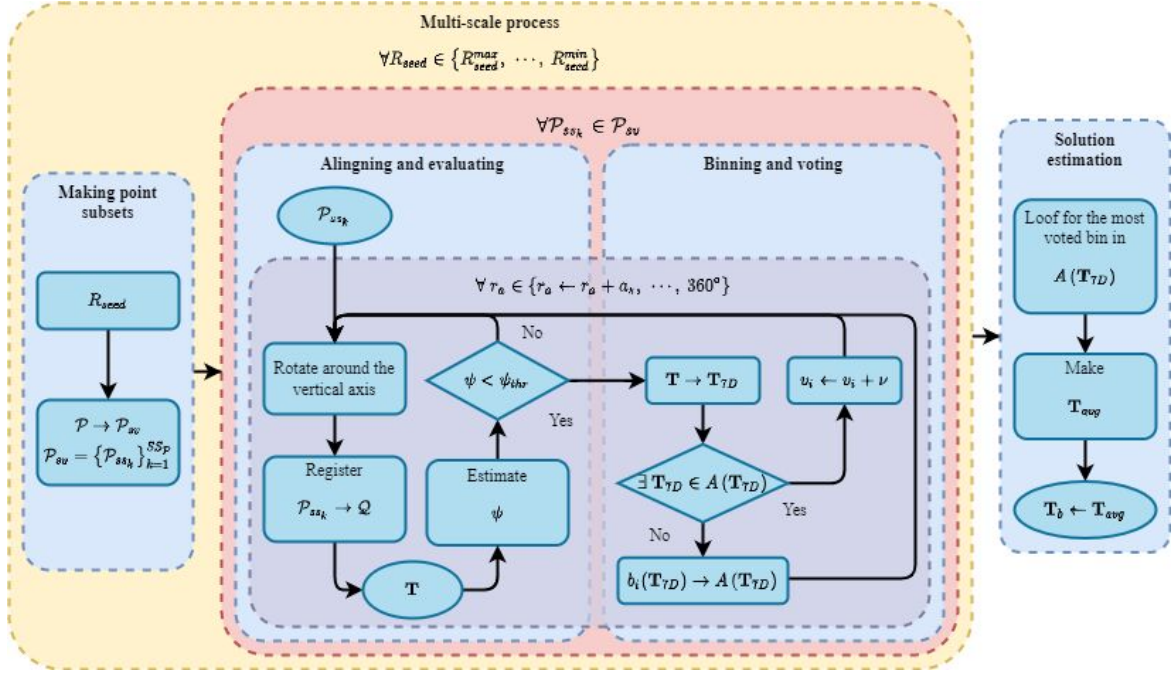 Multi-scale process
∀R_seed ∈ {R_seed^max, ⋯, R_seed^min}
Making point
subsets
R_seed
𝒫 → 𝒫_sv
𝒫_sv = {𝒫_ss_k}_{k=1}^{SS_P}
∀𝒫_ss_k ∈ 𝒫_sv
Alingning and evaluating
𝒫_ss_k
∀ r_a ∈ {r_a ← r_a + a_s, ⋯, 360°}
Rotate around the
vertical axis
Register
𝒫_ss_k → 𝒬
T
Estimate
ψ
ψ < ψ_thr
No
Yes
Binning and voting
T → T_7D
∃ T_7D ∈ A (T_7D)
Yes
No
v_i ← v_i + ν
b_i(T_7D) → A (T_7D)
Solution
estimation
Loof for the most
voted bin in
A (T_7D)
Make
T_avg
T_b ← T_avg